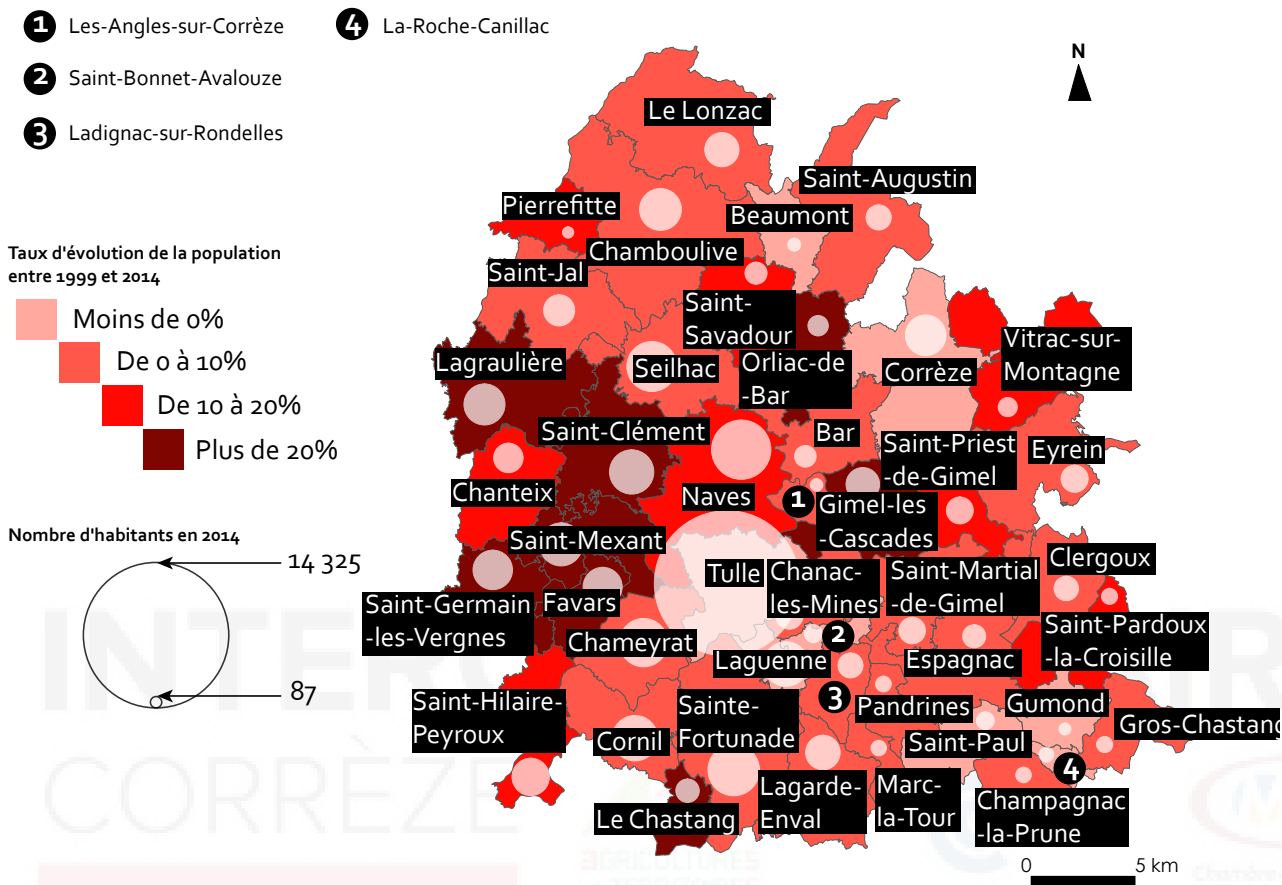 1 Les-Angles-sur-Corrèze
4 La-Roche-Canillac
2 Saint-Bonnet-Avalouze
3 Ladignac-sur-Rondelles
N
Taux d'évolution de la population
entre 1999 et 2014
Moins de 0%
De 0 à 10%
De 10 à 20%
Plus de 20%
Nombre d'habitants en 2014
14 325
87
Le Lonzac
Saint-Augustin
Pierrefitte
Beaumont
Chamboulive
Saint-Jal
Saint-
Savadour
Vitrac-sur-
Montagne
Lagraulière
Seilhac
Orliac-de
-Bar
Corrèze
Saint-Clément
Bar
Saint-Priest
-de-Gimel
Eyrein
Chanteix
Naves
1
Gimel-les
-Cascades
Saint-Mexant
Tulle
Chanac-
les-Mines
Saint-Martial
-de-Gimel
Clergoux
Saint-Germain
-les-Vergnes
Favars
Chameyrat
2
Laguenne
Espagnac
Saint-Pardoux
-la-Croisille
3
Saint-Hilaire-
Peyroux
Cornil
Sainte-
Fortunade
Pandrines
Gumond
Saint-Paul
Gros-Chastang
4
Le Chastang
Lagarde-
Enval
Marc-
la-Tour
Champagnac
-la-Prune
0 5 km
CORRÈZE
AGRICULTURES